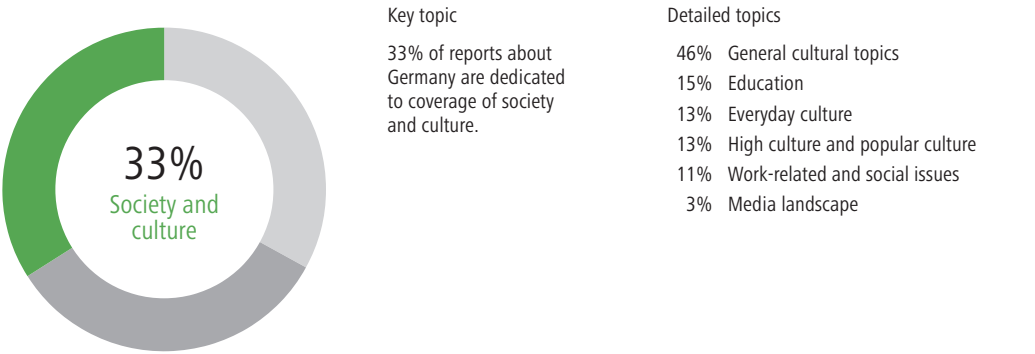 33%
Society and
culture
Key topic
33% of reports about
Germany are dedicated
to coverage of society
and culture.
Detailed topics
46% General cultural topics
15% Education
13% Everyday culture
13% High culture and popular culture
11% Work-related and social issues
3% Media landscape